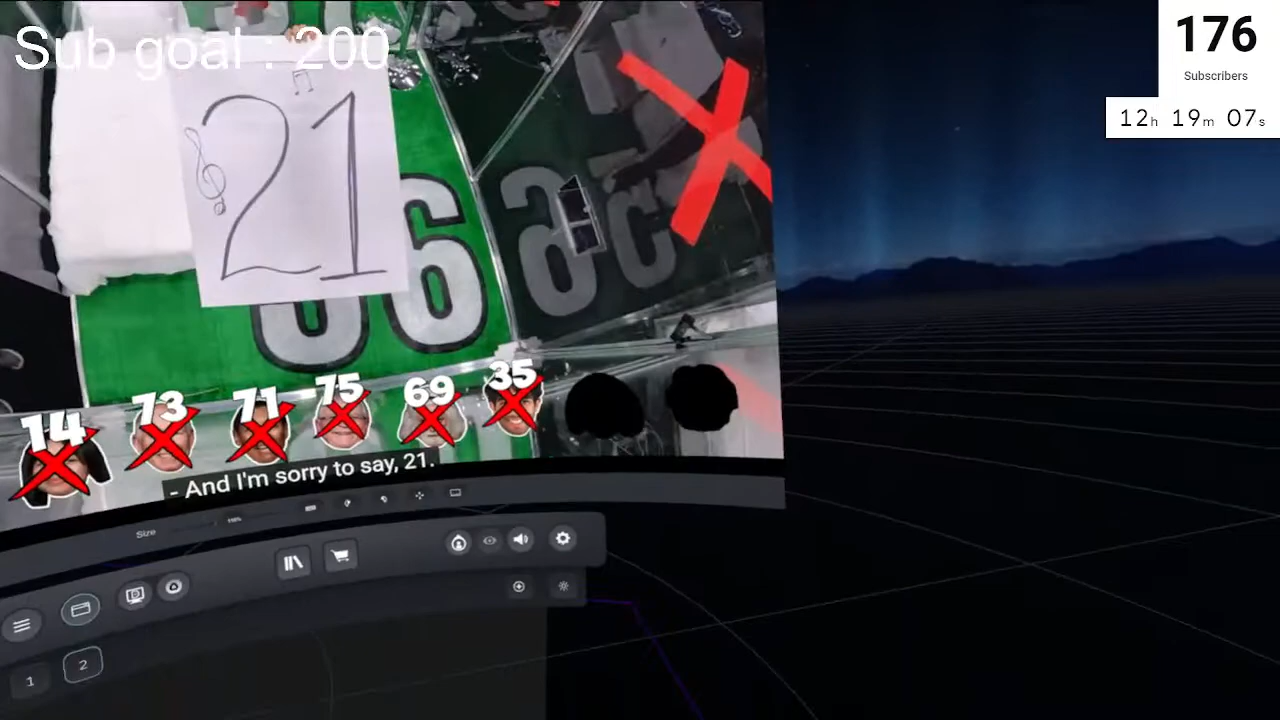 Sub goal : 200
176
Subscribers
12h 19m 07s
21
14
73
71
75
69
35
- And I'm sorry to say, 21.
Size
1
2